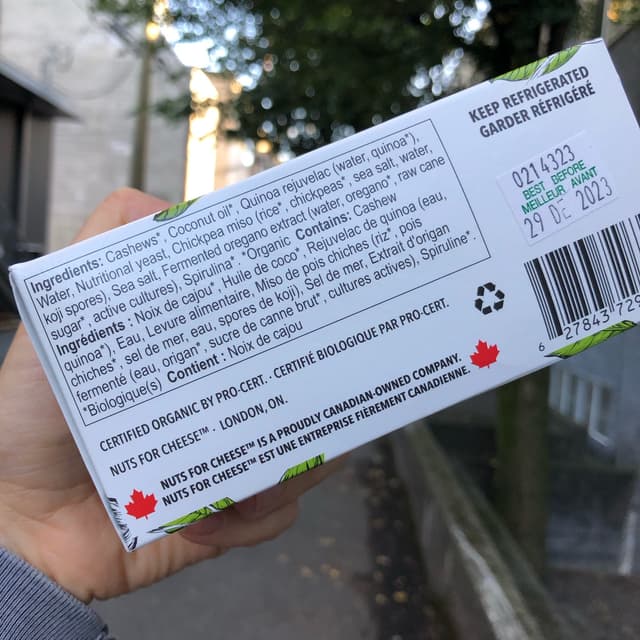 KEEP REFRIGERATED
GARDER RÉFRIGÉRÉ
0214323
BEST BEFORE
MEILLEUR AVANT
29 DE 2023
Ingredients: Cashews*, Coconut oil*, Quinoa rejuvelac (water, quinoa*),
Water, Nutritional yeast, Chickpea miso (rice*, chickpeas*, sea salt, water,
koji spores), Sea salt, Fermented oregano extract (water, oregano*, raw cane
sugar*, active cultures), Spirulina*. *Organic Contains: Cashew
Ingrédients : Noix de cajou*, Huile de coco*, Rejuvelac de quinoa (eau,
quinoa*), Eau, Levure alimentaire, Miso de pois chiches (riz*, pois
chiches*, sel de mer, eau, spores de koji), Sel de mer, Extrait d'origan
fermenté (eau, origan*, sucre de canne brut*, cultures actives), Spiruline*.
*Biologique(s) Contient : Noix de cajou
CERTIFIED ORGANIC BY PRO-CERT. · CERTIFIÉ BIOLOGIQUE PAR PRO-CERT.
NUTS FOR CHEESE™ · LONDON, ON.
NUTS FOR CHEESE™ IS A PROUDLY CANADIAN-OWNED COMPANY.
NUTS FOR CHEESE™ EST UNE ENTREPRISE FIÈREMENT CANADIENNE.
6 27843 72